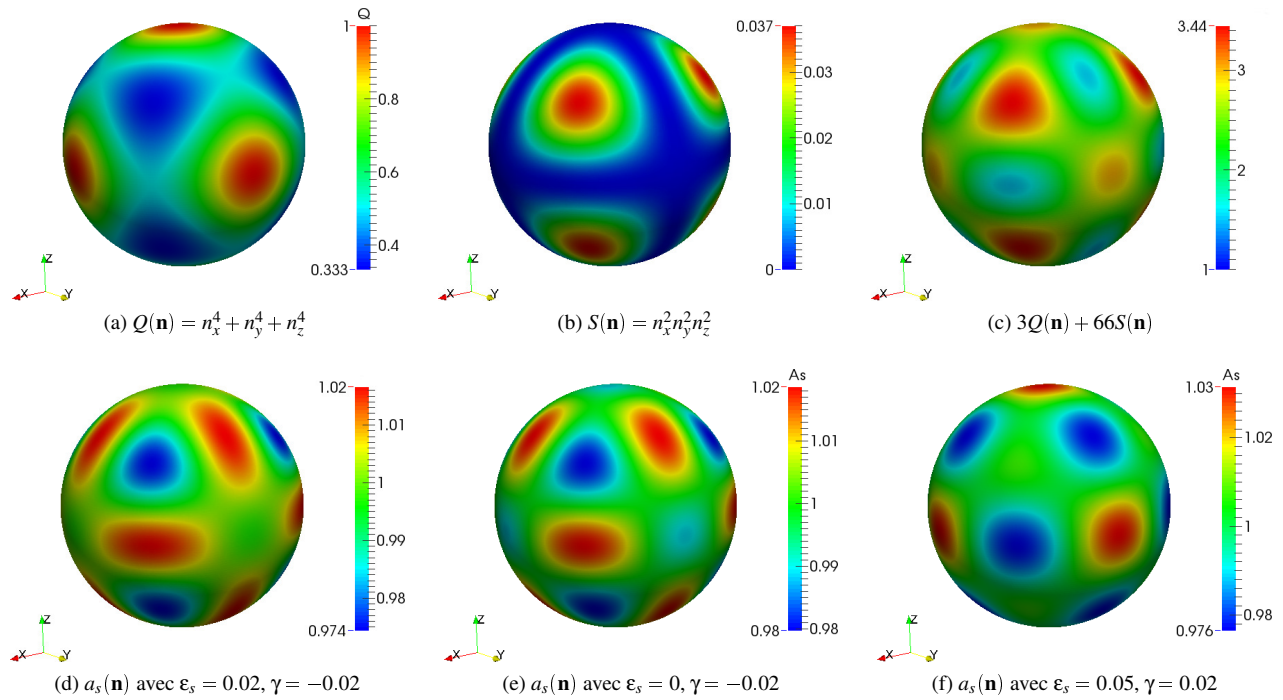 Q
1
0.8
0.6
0.4
0.333
Z
X
Y
(a) Q(n) = n_x^4 + n_y^4 + n_z^4
0.037
0.03
0.02
0.01
0
Z
X
Y
(b) S(n) = n_x^2 n_y^2 n_z^2
3.44
3
2
1
Z
X
Y
(c) 3Q(n) + 66S(n)
1.02
1.01
1
0.99
0.98
0.974
Z
X
Y
(d) a_s(n) avec ε_s = 0.02, γ = −0.02
As
1.02
1.01
1
0.99
0.98
0.98
Z
X
Y
(e) a_s(n) avec ε_s = 0, γ = −0.02
As
1.03
1.02
1
0.98
0.976
Z
X
Y
(f) a_s(n) avec ε_s = 0.05, γ = 0.02